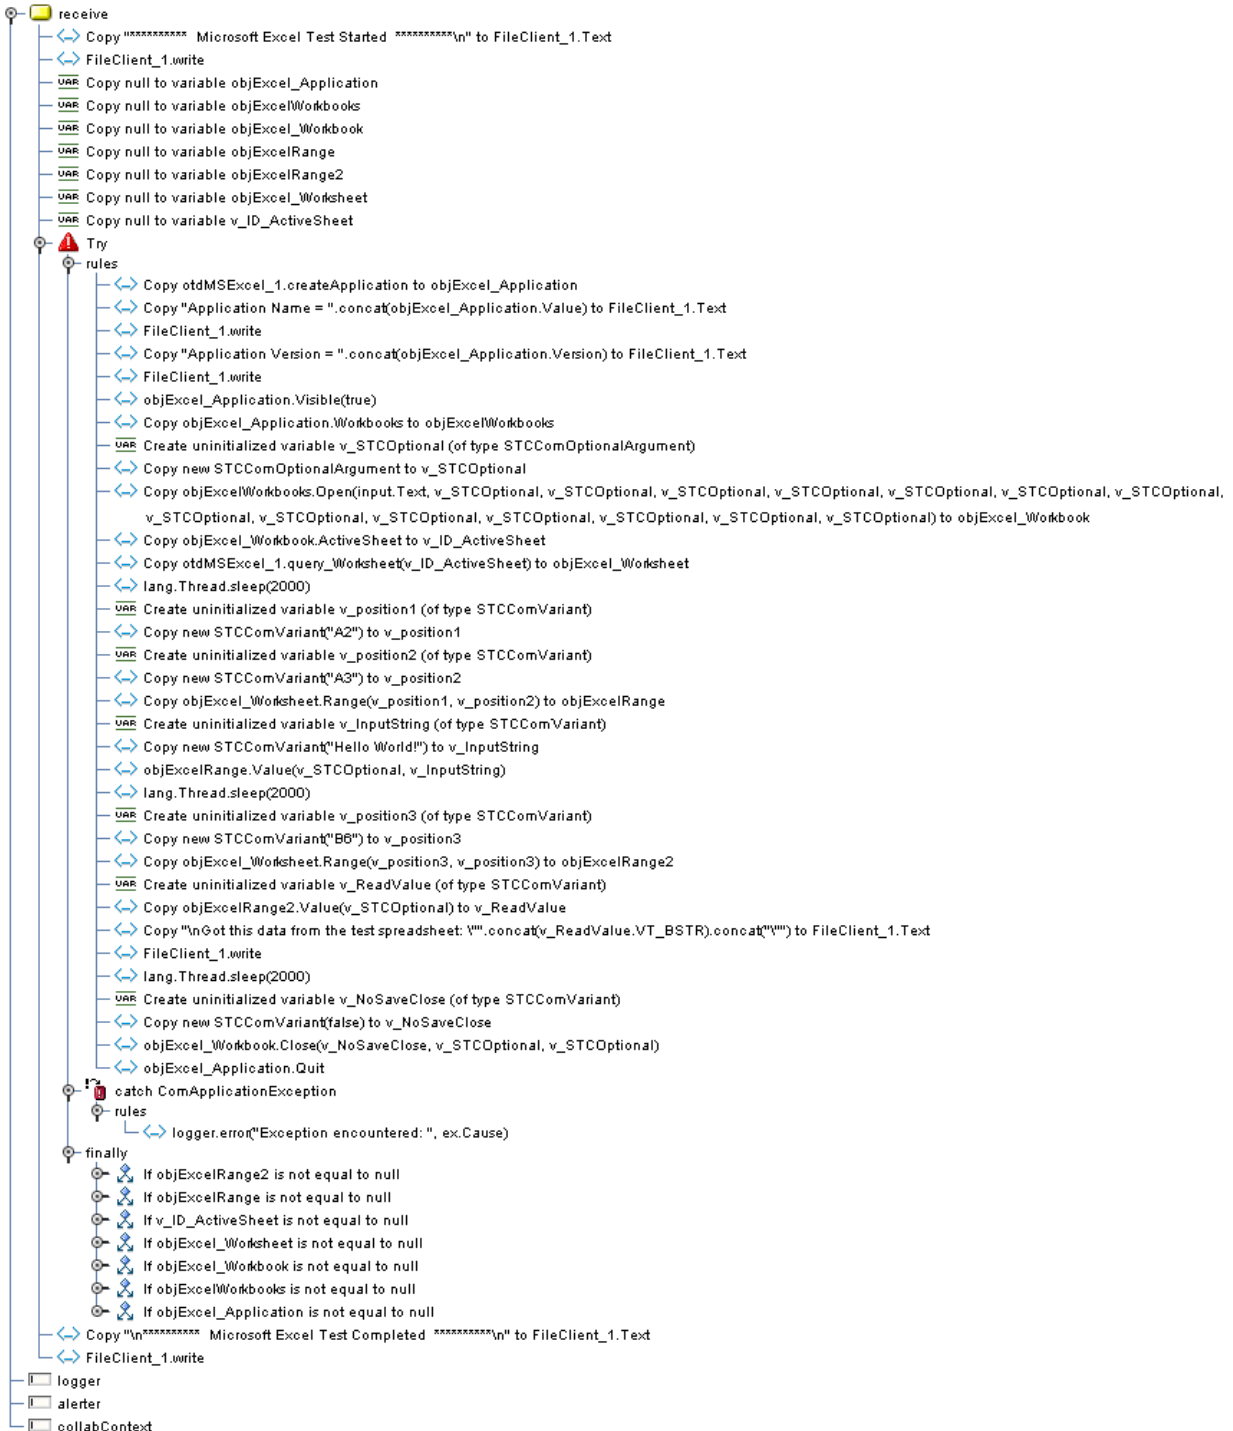 receive
Copy "********** Microsoft Excel Test Started **********\n" to FileClient_1.Text
FileClient_1.write
VAR Copy null to variable objExcel_Application
VAR Copy null to variable objExcelWorkbooks
VAR Copy null to variable objExcel_Workbook
VAR Copy null to variable objExcelRange
VAR Copy null to variable objExcelRange2
VAR Copy null to variable objExcel_Worksheet
VAR Copy null to variable v_ID_ActiveSheet
Try
rules
Copy otdMSExcel_1.createApplication to objExcel_Application
Copy "Application Name = ".concat(objExcel_Application.Value) to FileClient_1.Text
FileClient_1.write
Copy "Application Version = ".concat(objExcel_Application.Version) to FileClient_1.Text
FileClient_1.write
objExcel_Application.Visible(true)
Copy objExcel_Application.Workbooks to objExcelWorkbooks
VAR Create uninitialized variable v_STCOptional (of type STCComOptionalArgument)
Copy new STCComOptionalArgument to v_STCOptional
Copy objExcelWorkbooks.Open(input.Text, v_STCOptional, v_STCOptional, v_STCOptional, v_STCOptional, v_STCOptional, v_STCOptional, v_STCOptional,
v_STCOptional, v_STCOptional, v_STCOptional, v_STCOptional, v_STCOptional, v_STCOptional, v_STCOptional) to objExcel_Workbook
Copy objExcel_Workbook.ActiveSheet to v_ID_ActiveSheet
Copy otdMSExcel_1.query_Worksheet(v_ID_ActiveSheet) to objExcel_Worksheet
lang.Thread.sleep(2000)
VAR Create uninitialized variable v_position1 (of type STCComVariant)
Copy new STCComVariant("A2") to v_position1
VAR Create uninitialized variable v_position2 (of type STCComVariant)
Copy new STCComVariant("A3") to v_position2
Copy objExcel_Worksheet.Range(v_position1, v_position2) to objExcelRange
VAR Create uninitialized variable v_InputString (of type STCComVariant)
Copy new STCComVariant("Hello World!") to v_InputString
objExcelRange.Value(v_STCOptional, v_InputString)
lang.Thread.sleep(2000)
VAR Create uninitialized variable v_position3 (of type STCComVariant)
Copy new STCComVariant("B6") to v_position3
Copy objExcel_Worksheet.Range(v_position3, v_position3) to objExcelRange2
VAR Create uninitialized variable v_ReadValue (of type STCComVariant)
Copy objExcelRange2.Value(v_STCOptional) to v_ReadValue
Copy "\nGot this data from the test spreadsheet: \"".concat(v_ReadValue.VT_BSTR).concat("\"") to FileClient_1.Text
FileClient_1.write
lang.Thread.sleep(2000)
VAR Create uninitialized variable v_NoSaveClose (of type STCComVariant)
Copy new STCComVariant(false) to v_NoSaveClose
objExcel_Workbook.Close(v_NoSaveClose, v_STCOptional, v_STCOptional)
objExcel_Application.Quit
catch ComApplicationException
rules
logger.error("Exception encountered: ", ex.Cause)
finally
If objExcelRange2 is not equal to null
If objExcelRange is not equal to null
If v_ID_ActiveSheet is not equal to null
If objExcel_Worksheet is not equal to null
If objExcel_Workbook is not equal to null
If objExcelWorkbooks is not equal to null
If objExcel_Application is not equal to null
Copy "\n********** Microsoft Excel Test Completed **********\n" to FileClient_1.Text
FileClient_1.write
logger
alerter
collabContext